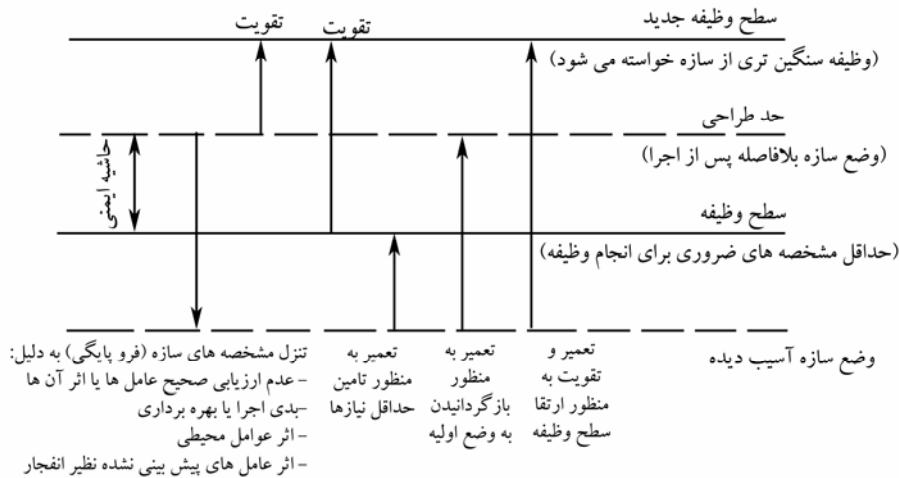 سطح وظیفه جدید
تقویت
تقویت
(وظیفه سنگین تری از سازه خواسته می شود)
حد طراحی
(وضع سازه بلافاصله پس از اجرا)
حاشیه ایمنی
سطح وظیفه
(حداقل مشخصه های ضروری برای انجام وظیفه)
وضع سازه آسیب دیده
تعمیر و
تقویت به
منظور ارتقا
سطح وظیفه
تعمیر به
منظور
بازگردانیدن
به وضع اولیه
تعمیر به
منظور تامین
حداقل نیازها
تنزل مشخصه های سازه (فرو پایگی) به دلیل:
- عدم ارزیابی صحیح عامل ها یا اثر آن ها
-بدی اجرا یا بهره برداری
- اثر عوامل محیطی
- اثر عامل های پیش بینی نشده نظیر انفجار